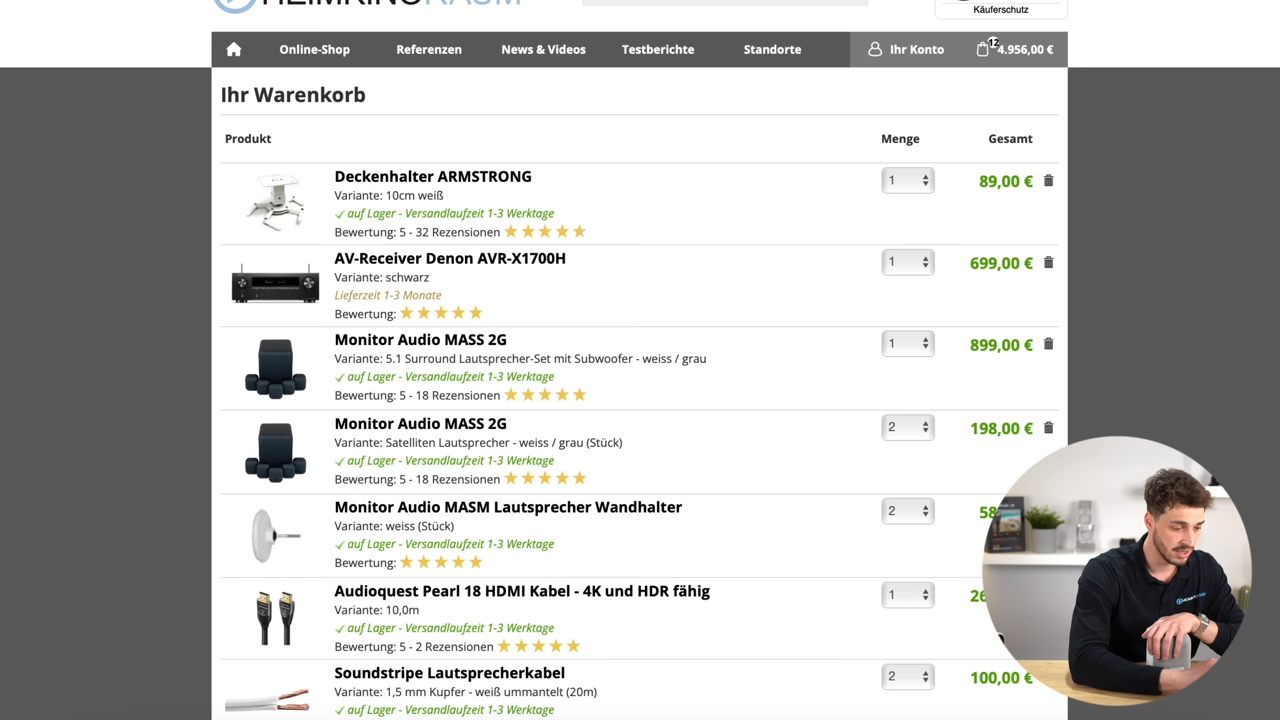 HEIMKINORAUM
Käuferschutz
Online-Shop Referenzen News & Videos Testberichte Standorte Ihr Konto 12 4.956,00 €
Ihr Warenkorb
Produkt Menge Gesamt
Deckenhalter ARMSTRONG
Variante: 10cm weiß
auf Lager - Versandlaufzeit 1-3 Werktage
Bewertung: 5 - 32 Rezensionen
1 89,00 €
AV-Receiver Denon AVR-X1700H
Variante: schwarz
Lieferzeit 1-3 Monate
Bewertung:
1 699,00 €
Monitor Audio MASS 2G
Variante: 5.1 Surround Lautsprecher-Set mit Subwoofer - weiss / grau
auf Lager - Versandlaufzeit 1-3 Werktage
Bewertung: 5 - 18 Rezensionen
1 899,00 €
Monitor Audio MASS 2G
Variante: Satelliten Lautsprecher - weiss / grau (Stück)
auf Lager - Versandlaufzeit 1-3 Werktage
Bewertung: 5 - 18 Rezensionen
2 198,00 €
Monitor Audio MASM Lautsprecher Wandhalter
Variante: weiss (Stück)
auf Lager - Versandlaufzeit 1-3 Werktage
Bewertung:
2 58
Audioquest Pearl 18 HDMI Kabel - 4K und HDR fähig
Variante: 10,0m
auf Lager - Versandlaufzeit 1-3 Werktage
Bewertung: 5 - 2 Rezensionen
1 26
Soundstripe Lautsprecherkabel
Variante: 1,5 mm Kupfer - weiß ummantelt (20m)
auf Lager - Versandlaufzeit 1-3 Werktage
2 100,00 €